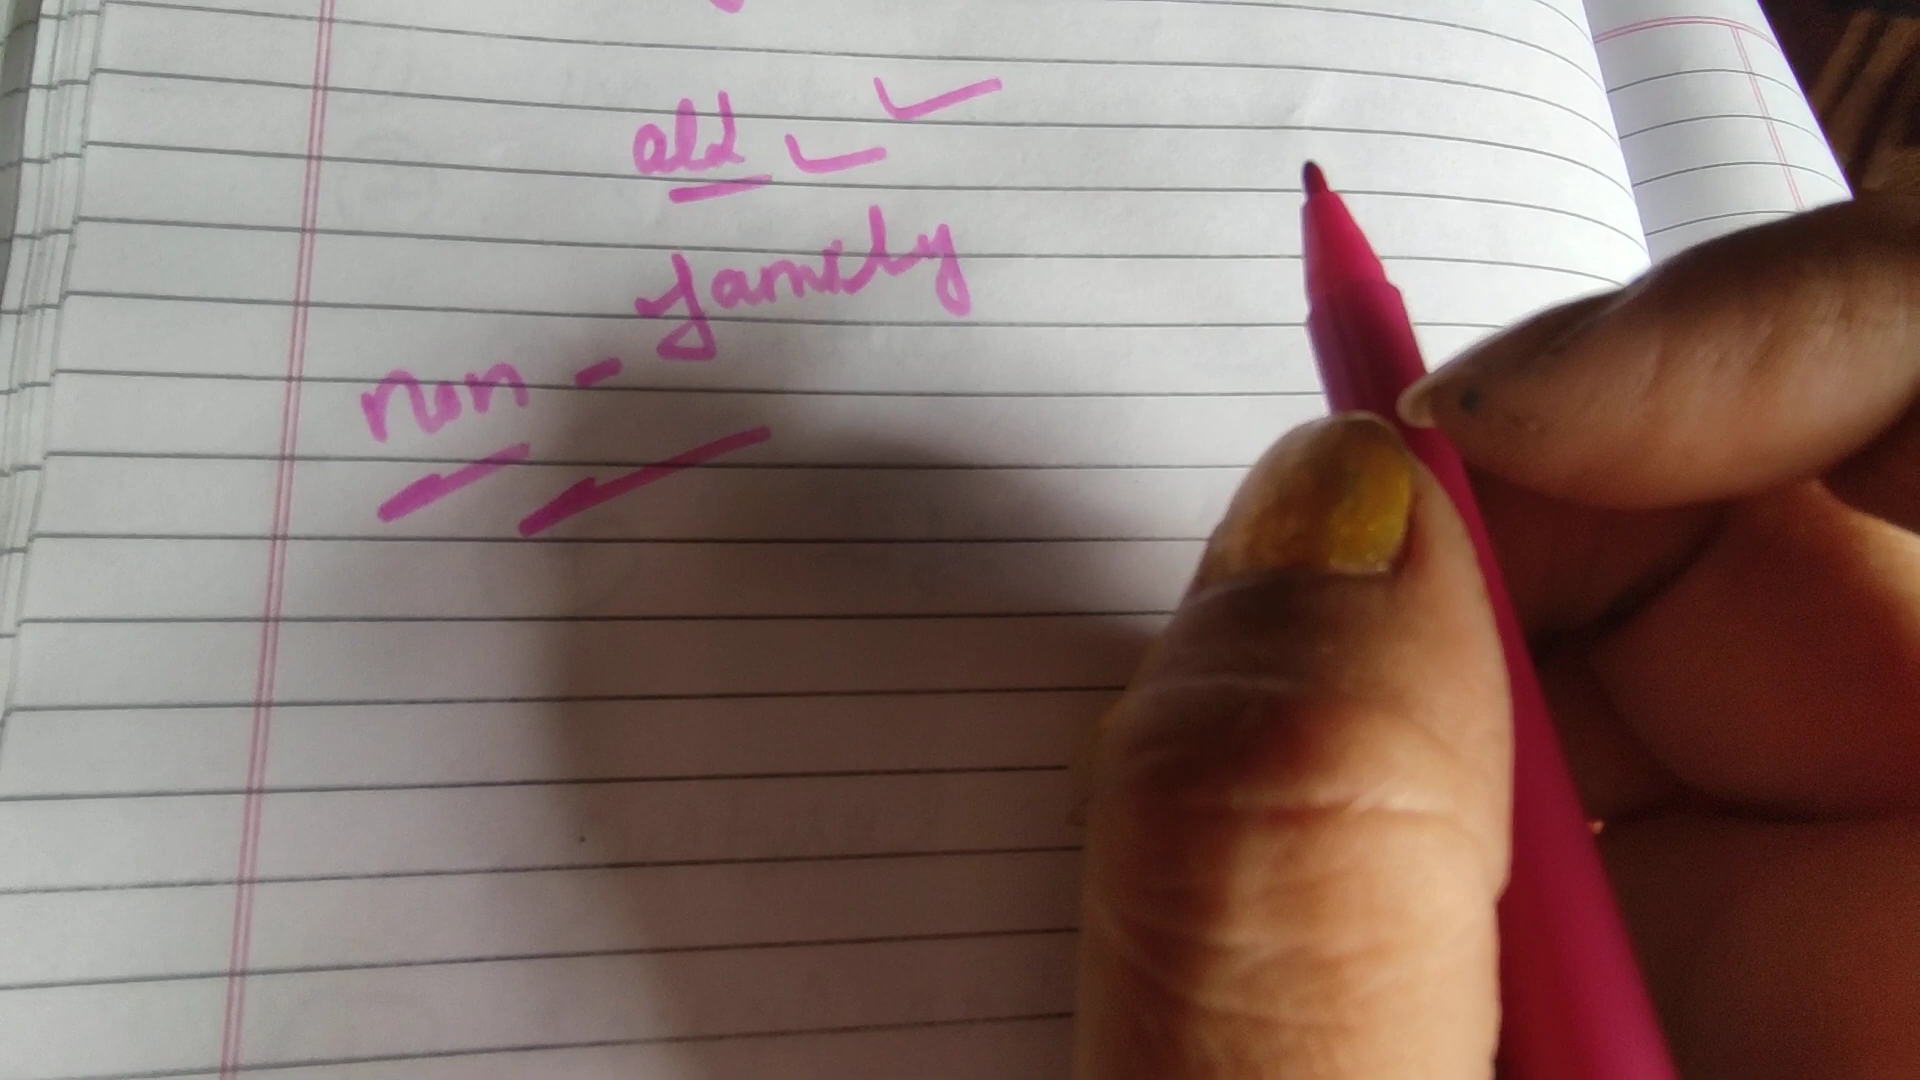 old ✓ ✓
family
non -